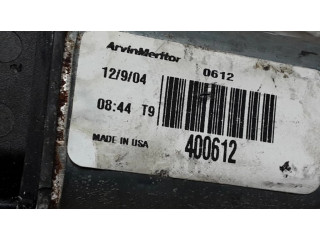 ArvinMeritor
12/9/04 0612
08:44 T9
MADE IN USA 400612